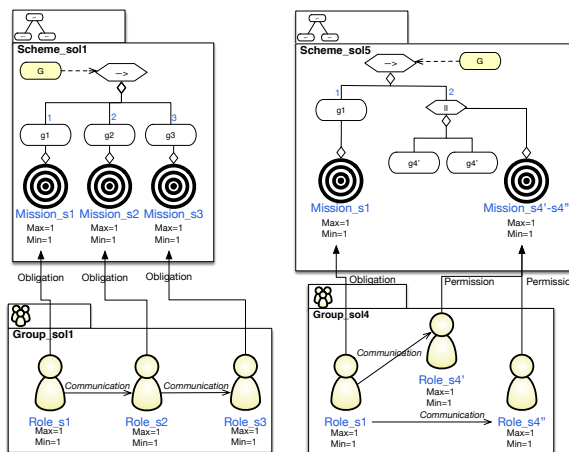 Scheme_sol1
G
-->
1
2
3
g1
g2
g3
Mission_s1
Mission_s2
Mission_s3
Max=1
Max=1
Max=1
Min=1
Min=1
Min=1
Obligation
Obligation
Obligation
Group_sol1
Communication
Communication
Role_s1
Role_s2
Role_s3
Max=1
Max=1
Max=1
Min=1
Min=1
Min=1
Scheme_sol5
-->
G
1
2
g1
II
g4'
g4'
Mission_s1
Mission_s4'-s4"
Max=1
Max=1
Min=1
Min=1
Obligation
Permission
Permission
Group_sol4
Communication
Role_s4'
Max=1
Min=1
Role_s1
Communication
Role_s4"
Max=1
Max=1
Min=1
Min=1